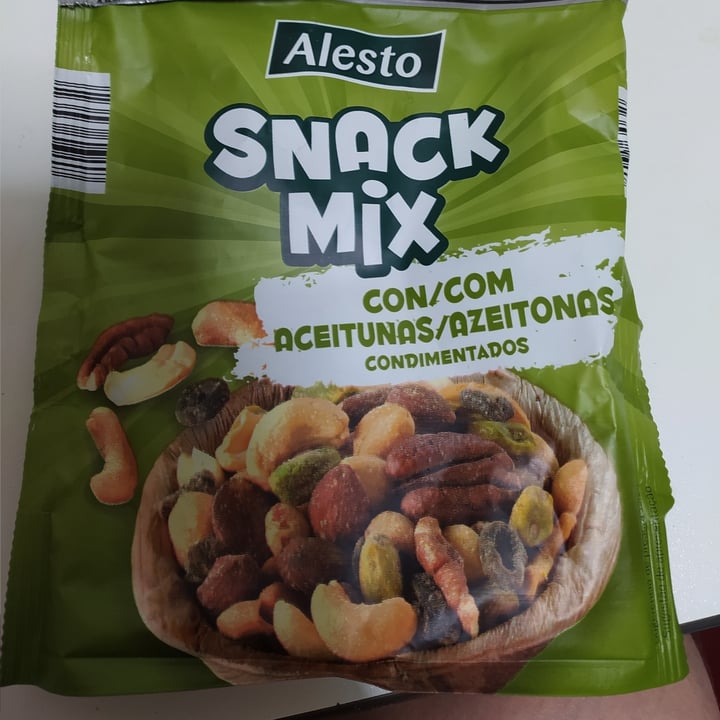 Alesto
SNACK
MiX
CON/COM
ACEITUNAS/AZEITONAS
CONDIMENTADOS